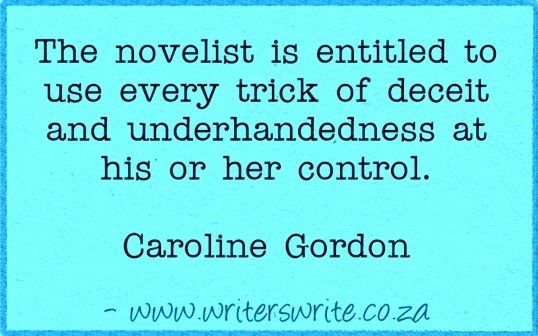 The novelist is entitled to
use every trick of deceit
and underhandedness at
his or her control.
Caroline Gordon
- www.writerswrite.co.za